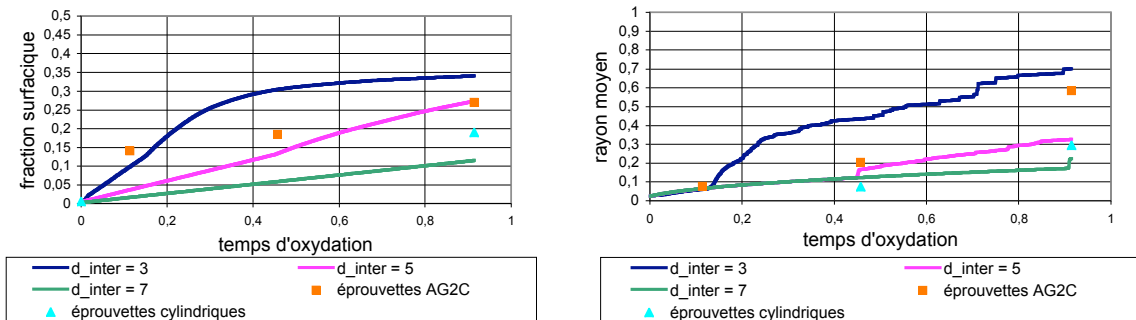 0,5
0,45
0,4
0,35
0,3
0,25
0,2
0,15
0,1
0,05
0
fraction surfacique
0 0,2 0,4 0,6 0,8 1
temps d'oxydation
d_inter = 3 d_inter = 5
d_inter = 7 éprouvettes AG2C
éprouvettes cylindriques
1
0,9
0,8
0,7
0,6
0,5
0,4
0,3
0,2
0,1
0
rayon moyen
0 0,2 0,4 0,6 0,8 1
temps d'oxydation
d_inter = 3 d_inter = 5
d_inter = 7 éprouvettes AG2C
éprouvettes cylindriques